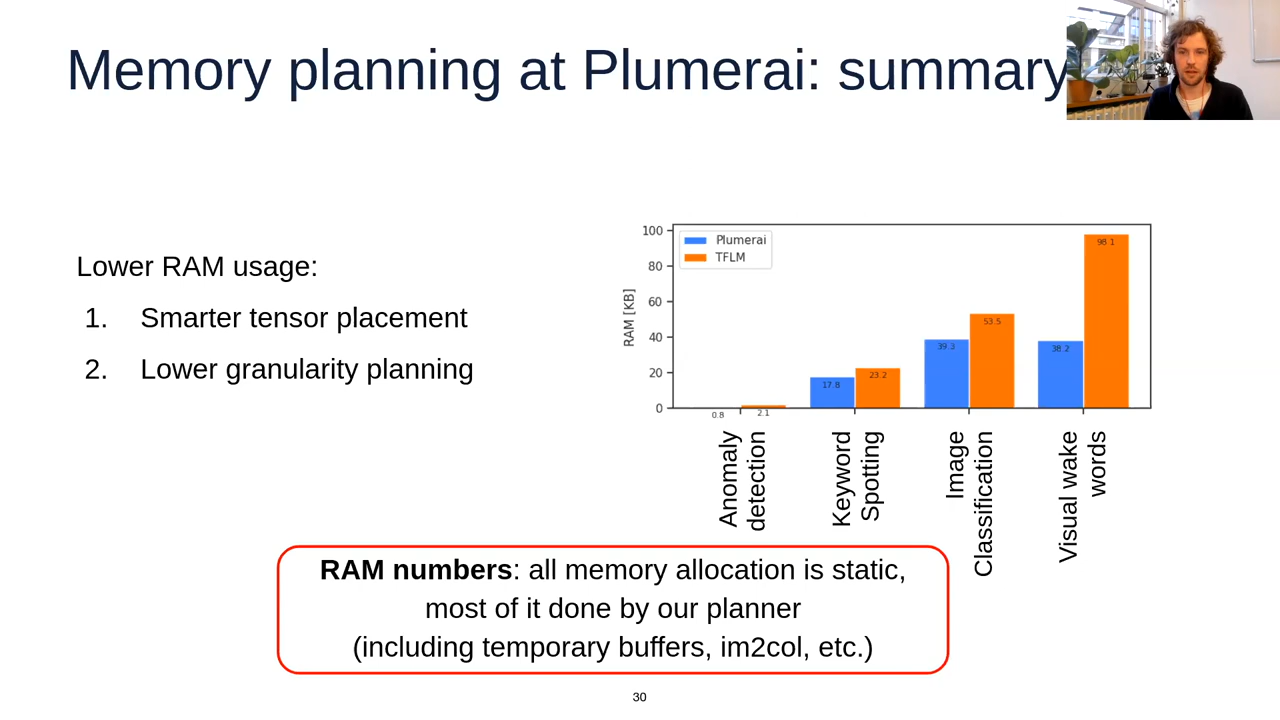 Memory planning at Plumerai: summary
Lower RAM usage:
1. Smarter tensor placement
2. Lower granularity planning
100
80
60
40
20
0
RAM [KB]
Plumerai
TFLM
0.8
2.1
17.8
23.2
39.3
53.5
38.2
98.1
Anomaly
detection
Keyword
Spotting
Image
Classification
Visual wake
words
RAM numbers: all memory allocation is static,
most of it done by our planner
(including temporary buffers, im2col, etc.)
30